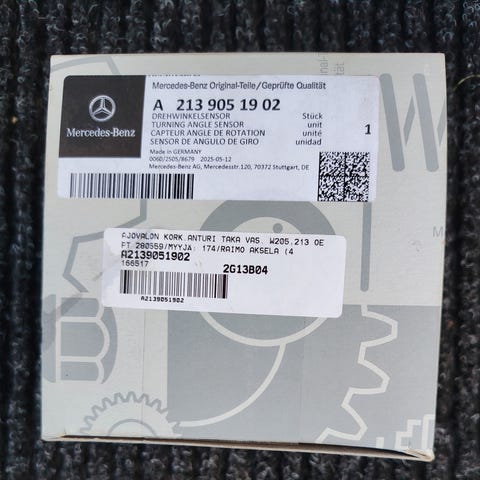 Mercedes-Benz Original-Teile/Geprüfte Qualität
A 213 905 19 02
DREHWINKELSENSOR Stück
TURNING ANGLE SENSOR unit
CAPTEUR ANGLE DE ROTATION unité 1
SENSOR DE ANGULO DE GIRO unidad
Made in GERMANY
0060/2505/8679 2025-05-12
Mercedes-Benz AG, Mercedesstr.120, 70372 Stuttgart, DE
Mercedes-Benz
AJOVALON KORK.ANTURI TAKA VAS. W205,213 OE
PT 280559/MYYJA: 174/RAIMO AKSELA (4
A2139051902
166517 2G13B04
A2139051902